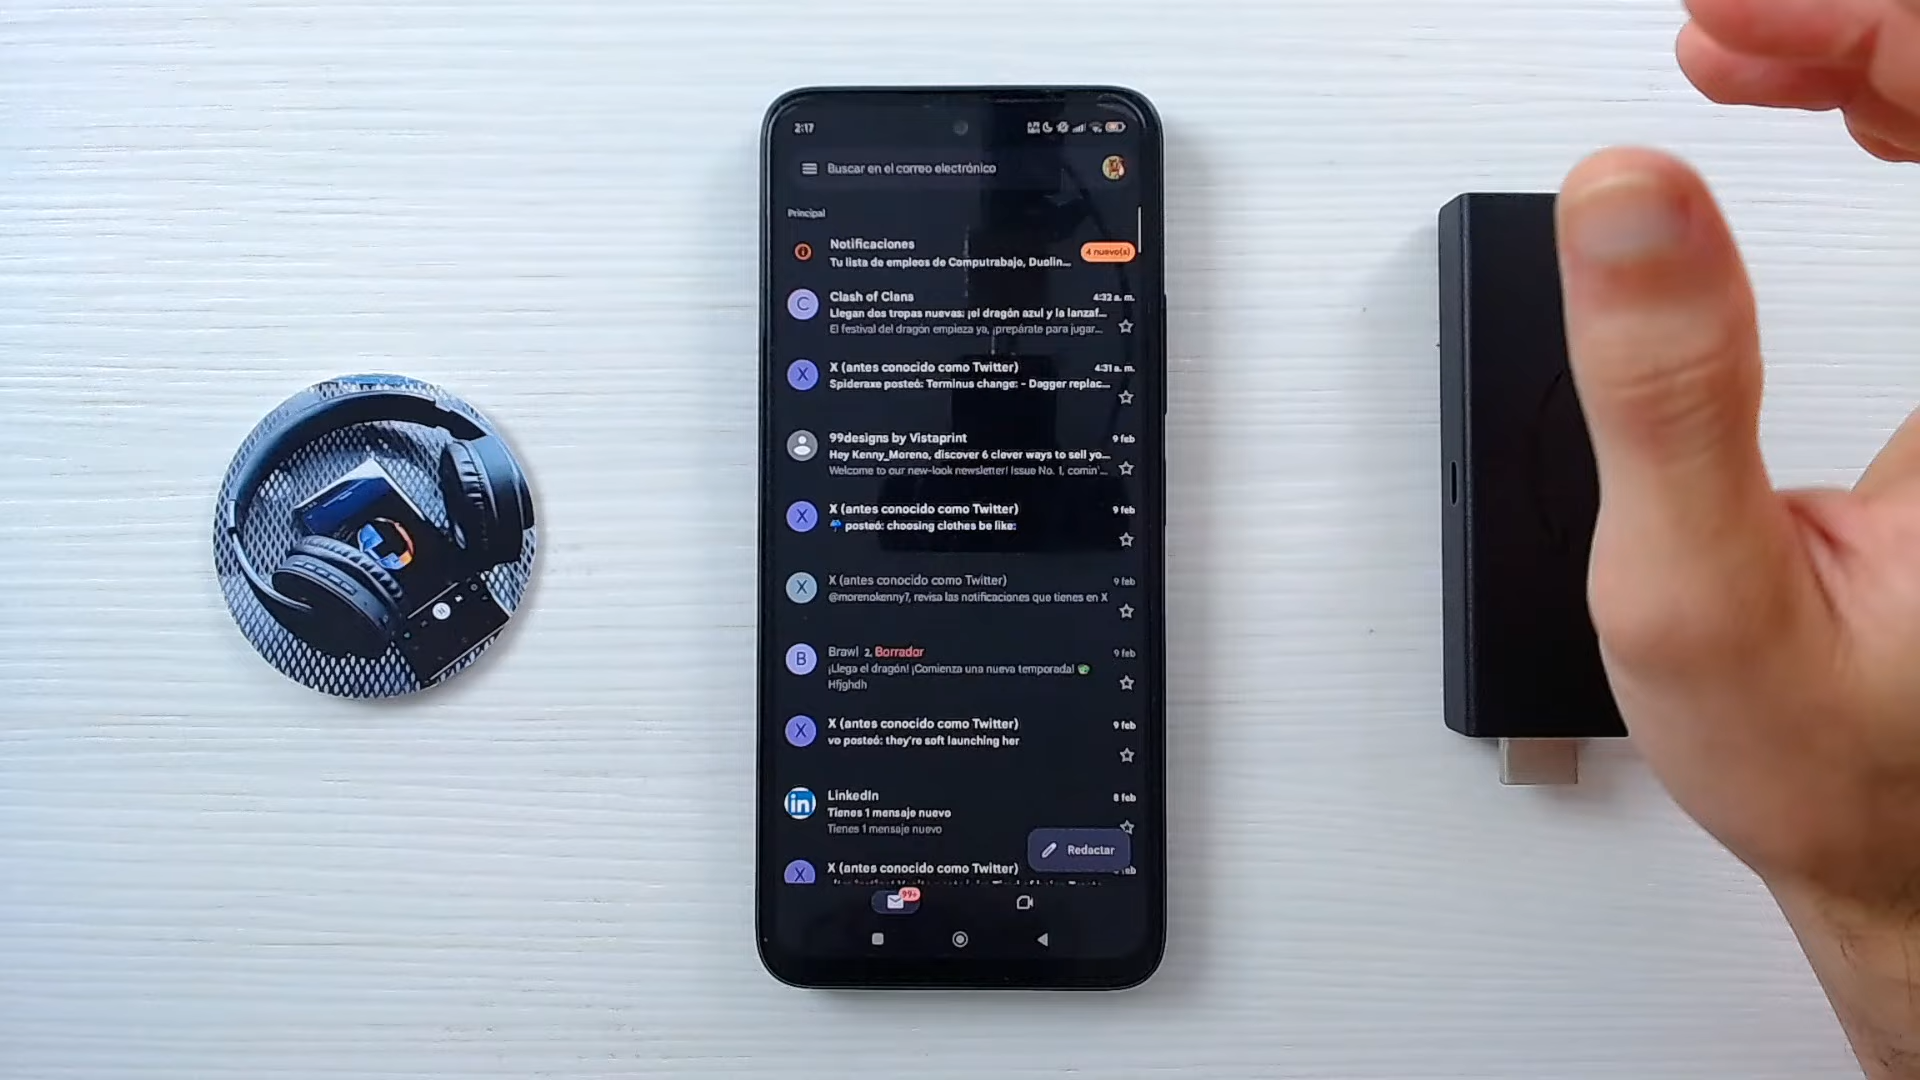 2:17
Buscar en el correo electrónico
Principal
Notificaciones
Tu lista de empleos de Computrabajo, Duolin...
4 nuevo(s)
C
Clash of Clans
4:32 a. m.
Llegan dos tropas nuevas: ¡el dragón azul y la lanzaf...
El festival del dragón empieza ya, ¡prepárate para jugar...
X
X (antes conocido como Twitter)
4:31 a. m.
Spideraxe posteó: Terminus change: - Dagger replac...
99designs by Vistaprint
9 feb
Hey Kenny_Moreno, discover 6 clever ways to sell yo...
Welcome to our new-look newsletter! Issue No. 1, comin'...
X
X (antes conocido como Twitter)
9 feb
posteó: choosing clothes be like:
X
X (antes conocido como Twitter)
9 feb
@morenokenny7, revisa las notificaciones que tienes en X
B
Brawl 2, Borrador
9 feb
¡Llega el dragón! ¡Comienza una nueva temporada!
Hfjghdh
X
X (antes conocido como Twitter)
9 feb
vo posteó: they're soft launching her
in
LinkedIn
8 feb
Tienes 1 mensaje nuevo
Tienes 1 mensaje nuevo
Redactar
X
X (antes conocido como Twitter)
99+